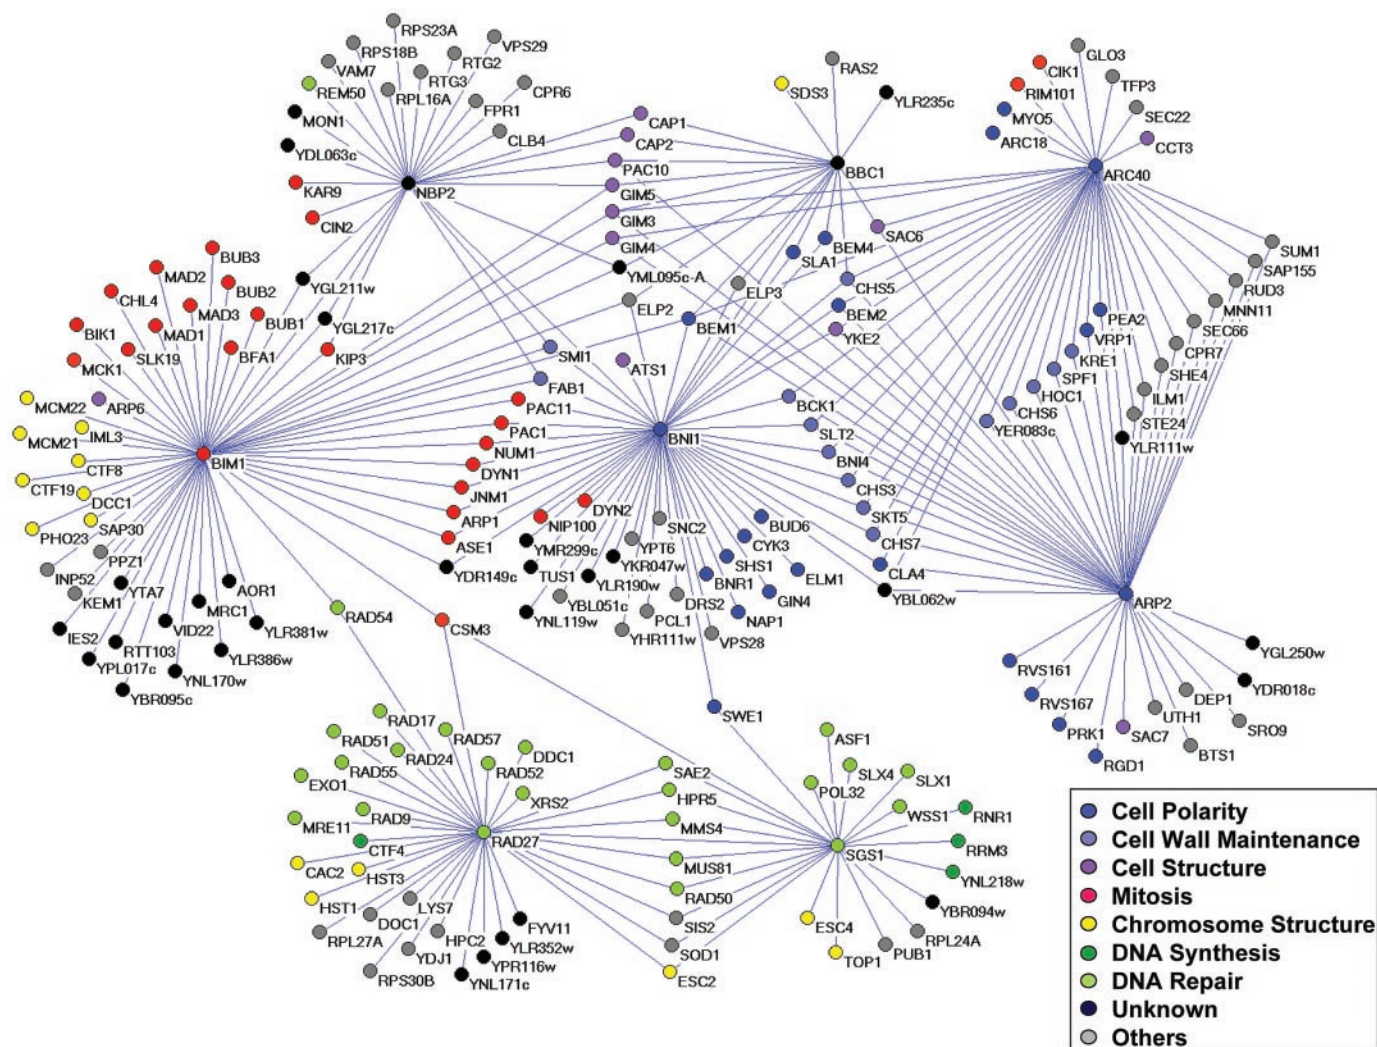 RPS23A
RPS18B
VPS29
RTG2
VAM7
RTG3
REM50
RPL16A
CPR6
FPR1
MON1
CLB4
YDL063c
KAR9
NBP2
CIN2
CAP1
CAP2
PAC10
GIM5
GIM3
GIM4
YML095c-A
ELP2
ELP3
RAS2
SDS3
YLR235c
BBC1
GLO3
CIK1
TFP3
RIM101
SEC22
MYO5
ARC18
CCT3
ARC40
SAC6
BEM4
SLA1
CHS5
BEM1
BEM2
YKE2
SUM1
SAP155
RUD3
MNN11
SEC66
CPR7
SHE4
ILM1
STE24
YLR111w
PEA2
VRP1
KRE1
SPF1
HOC1
CHS6
YER083c
BUB3
MAD2
BUB2
CHL4
MAD3
BUB1
YGL211w
YGL217c
BIK1
MAD1
SLK19
BFA1
KIP3
MCK1
SMI1
ATS1
FAB1
MCM22
ARP6
PAC11
BCK1
MCM21
IML3
PAC1
SLT2
BIM1
NUM1
BNI1
BNI4
CTF8
DYN1
CTF19
DCC1
JNM1
CHS3
SKT5
PHO23
SAP30
ARP1
NIP100
DYN2
SNC2
BUD6
CHS7
PPZ1
ASE1
YMR299c
YPT6
CYK3
INP52
YTA7
AOR1
YDR149c
TUS1
YKR047w
SHS1
ELM1
CLA4
KEM1
MRC1
YLR190w
BNR1
YBL062w
YBL051c
DRS2
GIN4
ARP2
IES2
VID22
YLR381w
RAD54
CSM3
YNL119w
PCL1
NAP1
RTT103
YHR111w
VPS28
YPL017c
YLR386w
YNL170w
YBR095c
SWE1
YGL250w
RVS161
YDR018c
RVS167
DEP1
UTH1
PRK1
SAC7
SRO9
RGD1
BTS1
RAD17
RAD51
RAD57
RAD24
DDC1
RAD55
RAD52
EXO1
XRS2
RAD9
MRE11
RAD27
CTF4
CAC2
HST3
HST1
LYS7
DOC1
FYV11
RPL27A
HPC2
YLR352w
YDJ1
YPR116w
RPS30B
YNL171c
SAE2
HPR5
MMS4
MUS81
RAD50
SIS2
SOD1
ESC2
ASF1
SLX4
SLX1
POL32
WSS1
RNR1
SGS1
RRM3
YNL218w
YBR094w
ESC4
RPL24A
TOP1
PUB1
Cell Polarity
Cell Wall Maintenance
Cell Structure
Mitosis
Chromosome Structure
DNA Synthesis
DNA Repair
Unknown
Others